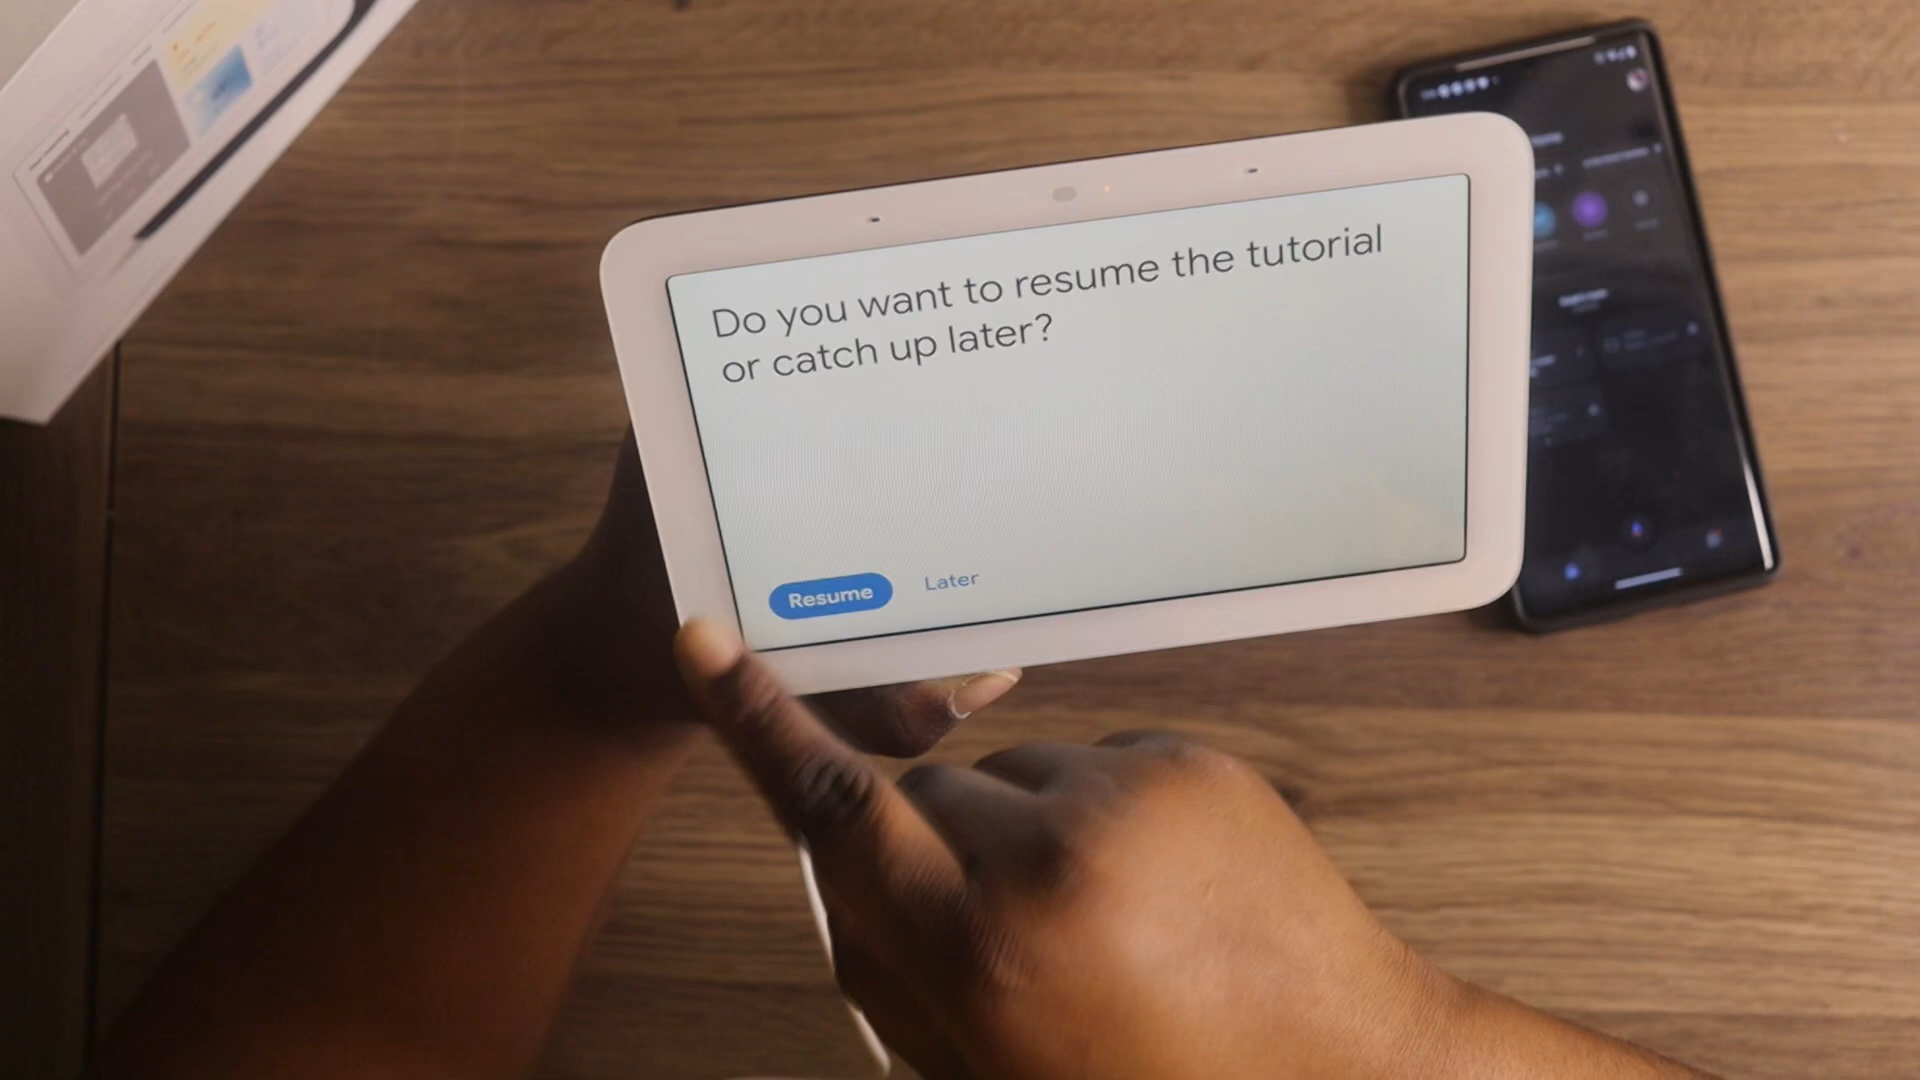 Do you want to resume the tutorial
or catch up later?
Resume
Later